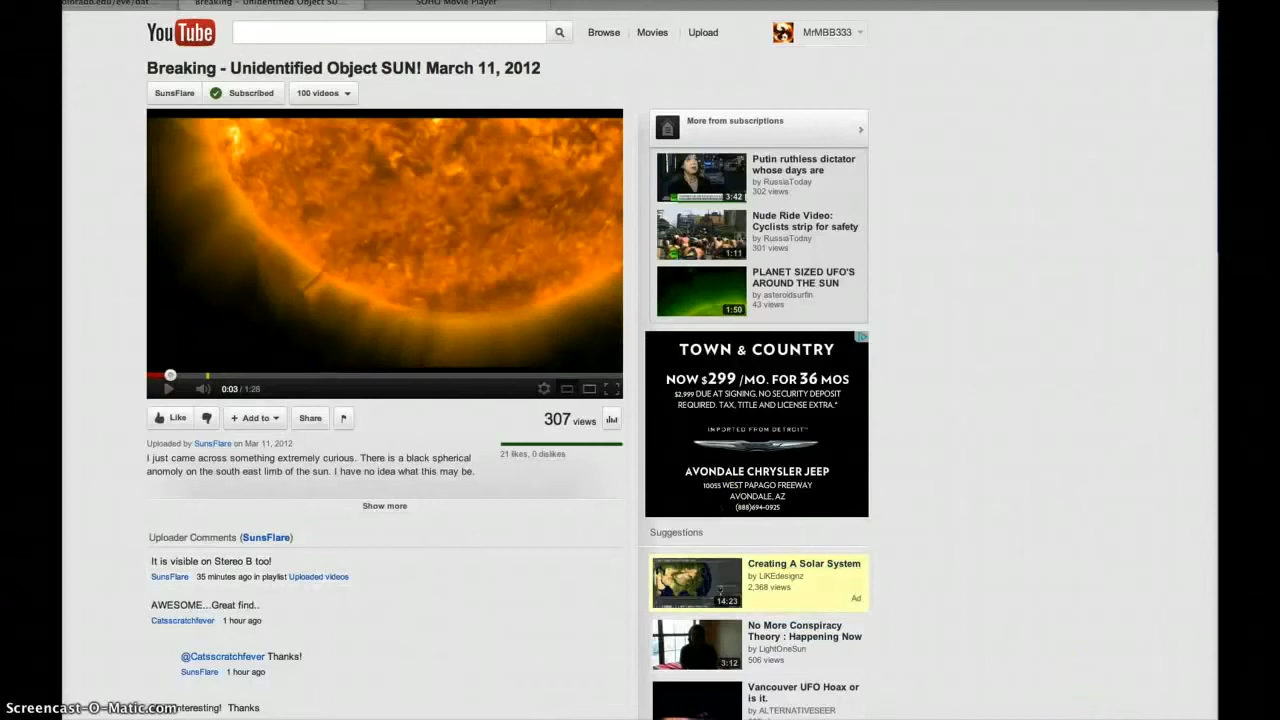 Breaking - Unidentified Object SU...
SOHO Movie Player
YouTube
Browse
Movies
Upload
MrMBB333
Breaking - Unidentified Object SUN! March 11, 2012
SunsFlare
Subscribed
100 videos
More from subscriptions
Putin ruthless dictator
whose days are
by RussiaToday
302 views
3:42
Nude Ride Video:
Cyclists strip for safety
by RussiaToday
301 views
1:11
PLANET SIZED UFO'S
AROUND THE SUN
by asteroidsurfin
43 views
1:50
0:03 / 1:26
Like
+ Add to
Share
307 views
Uploaded by SunsFlare on Mar 11, 2012
21 likes, 0 dislikes
I just came across something extremely curious. There is a black spherical
anomoly on the south east limb of the sun. I have no idea what this may be.
Show more
TOWN & COUNTRY
NOW $299 /MO. FOR 36 MOS
$2,999 DUE AT SIGNING. NO SECURITY DEPOSIT
REQUIRED. TAX, TITLE AND LICENSE EXTRA.*
IMPORTED FROM DETROIT™
AVONDALE CHRYSLER JEEP
10055 WEST PAPAGO FREEWAY
AVONDALE, AZ
(888)694-0925
Uploader Comments (SunsFlare)
It is visible on Stereo B too!
SunsFlare 35 minutes ago in playlist Uploaded videos
AWESOME...Great find..
Catsscratchfever 1 hour ago
@Catsscratchfever Thanks!
SunsFlare 1 hour ago
Thanks
Suggestions
Creating A Solar System
by LiKEdesignz
2,368 views
Ad
14:23
No More Conspiracy
Theory : Happening Now
by LightOneSun
506 views
3:12
Vancouver UFO Hoax or
is it.
by ALTERNATIVESEER
Screencast-O-Matic.com